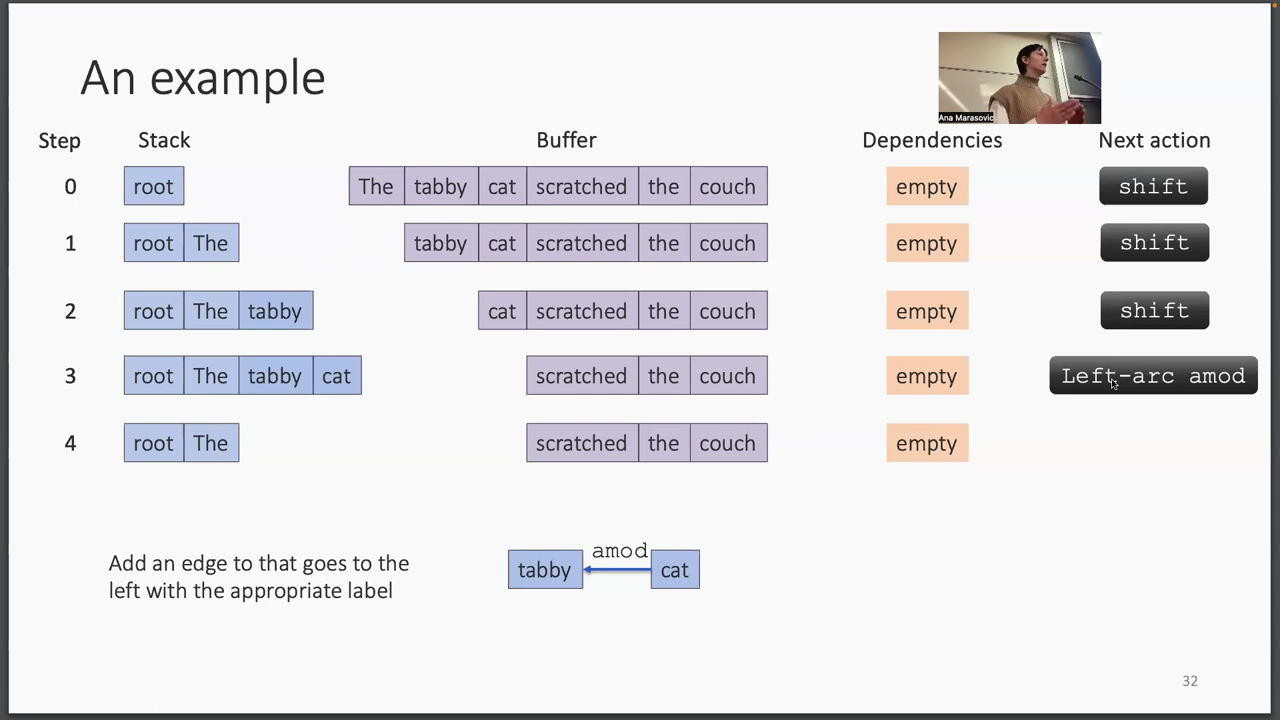 An example
Ana Marasovic
Step Stack Buffer Dependencies Next action
0 root The tabby cat scratched the couch empty shift
1 root The tabby cat scratched the couch empty shift
2 root The tabby cat scratched the couch empty shift
3 root The tabby cat scratched the couch empty Left-arc amod
4 root The scratched the couch empty
Add an edge to that goes to the
left with the appropriate label
amod
tabby cat
32